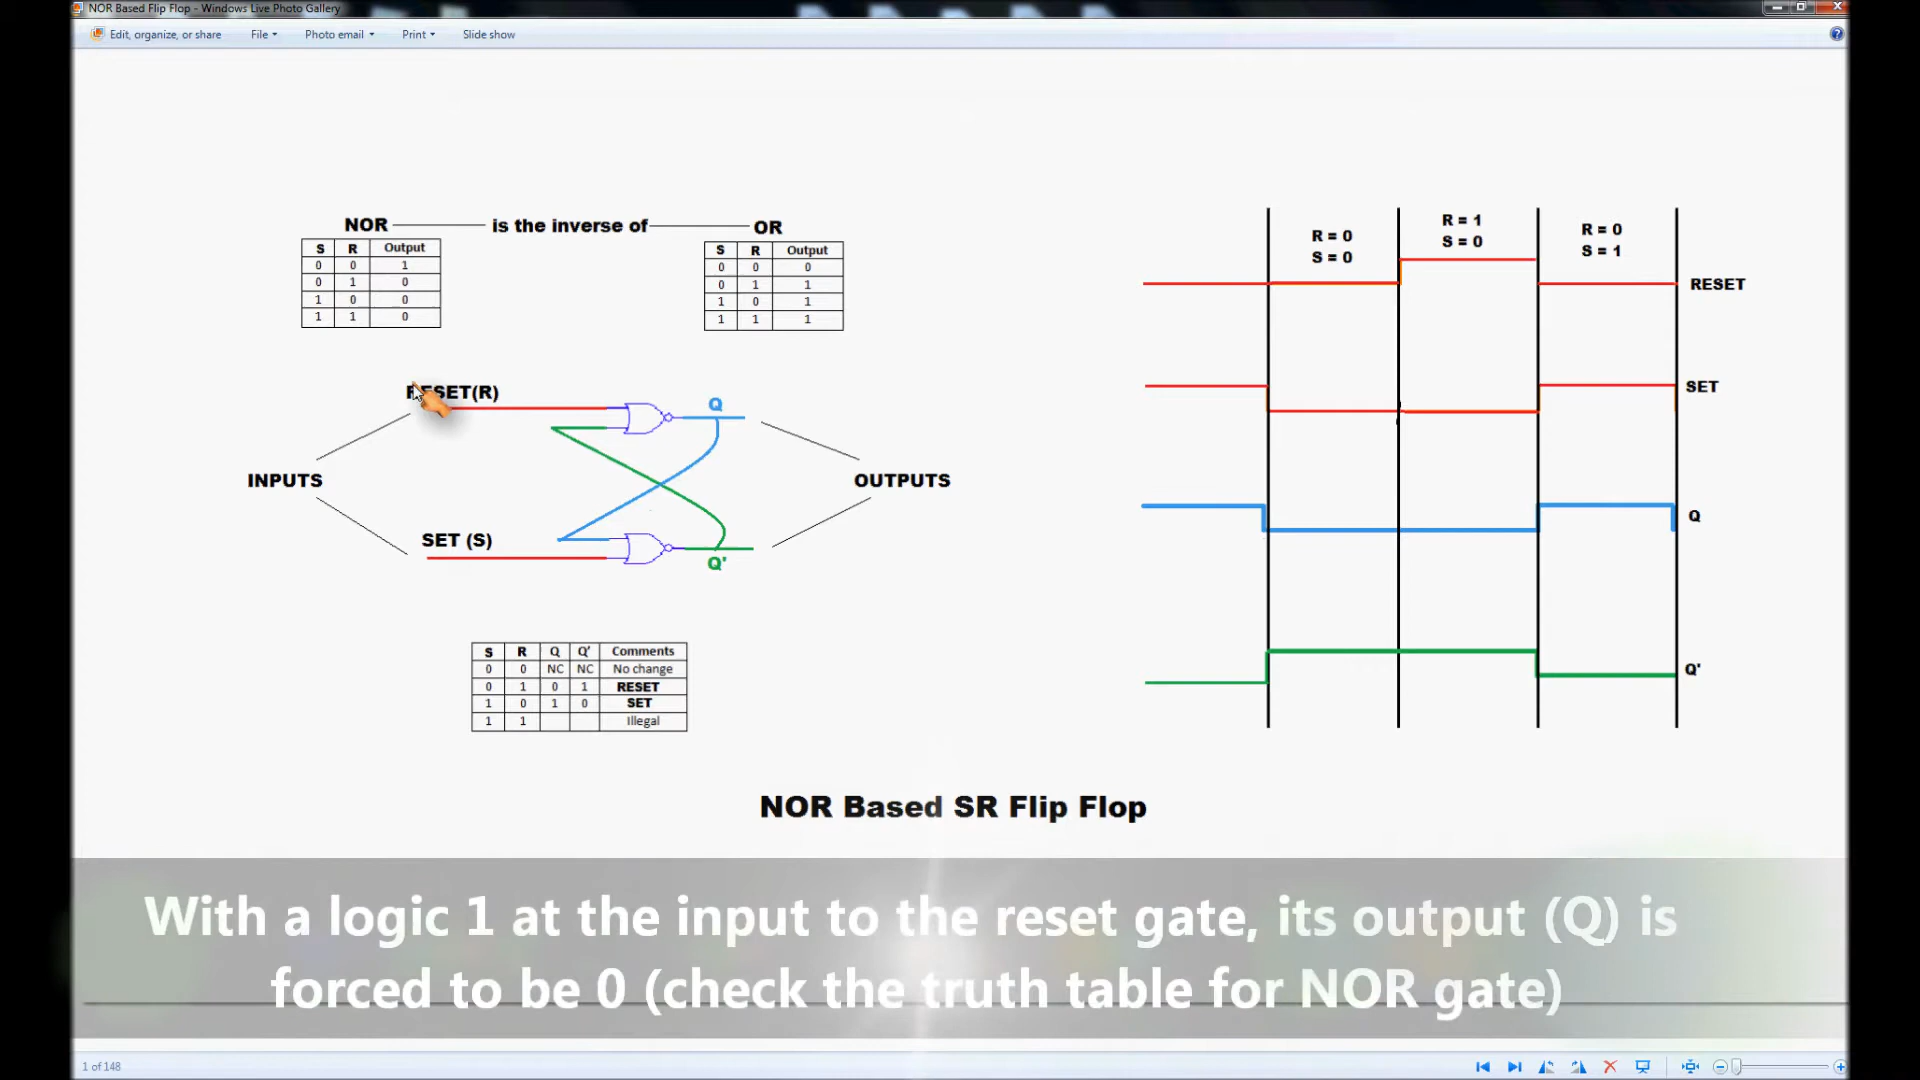 NOR Based Flip Flop - Windows Live Photo Gallery
Edit, organize, or share File Photo email Print Slide show
NOR is the inverse of OR
S R Output
0 0 1
0 1 0
1 0 0
1 1 0
S R Output
0 0 0
0 1 1
1 0 1
1 1 1
RESET(R)
Q
INPUTS
OUTPUTS
SET (S)
Q'
S R Q Q' Comments
0 0 NC NC No change
0 1 0 1 RESET
1 0 1 0 SET
1 1 Illegal
R = 0
S = 0
R = 1
S = 0
R = 0
S = 1
RESET
SET
Q
Q'
NOR Based SR Flip Flop
With a logic 1 at the input to the reset gate, its output (Q) is
forced to be 0 (check the truth table for NOR gate)
1 of 148